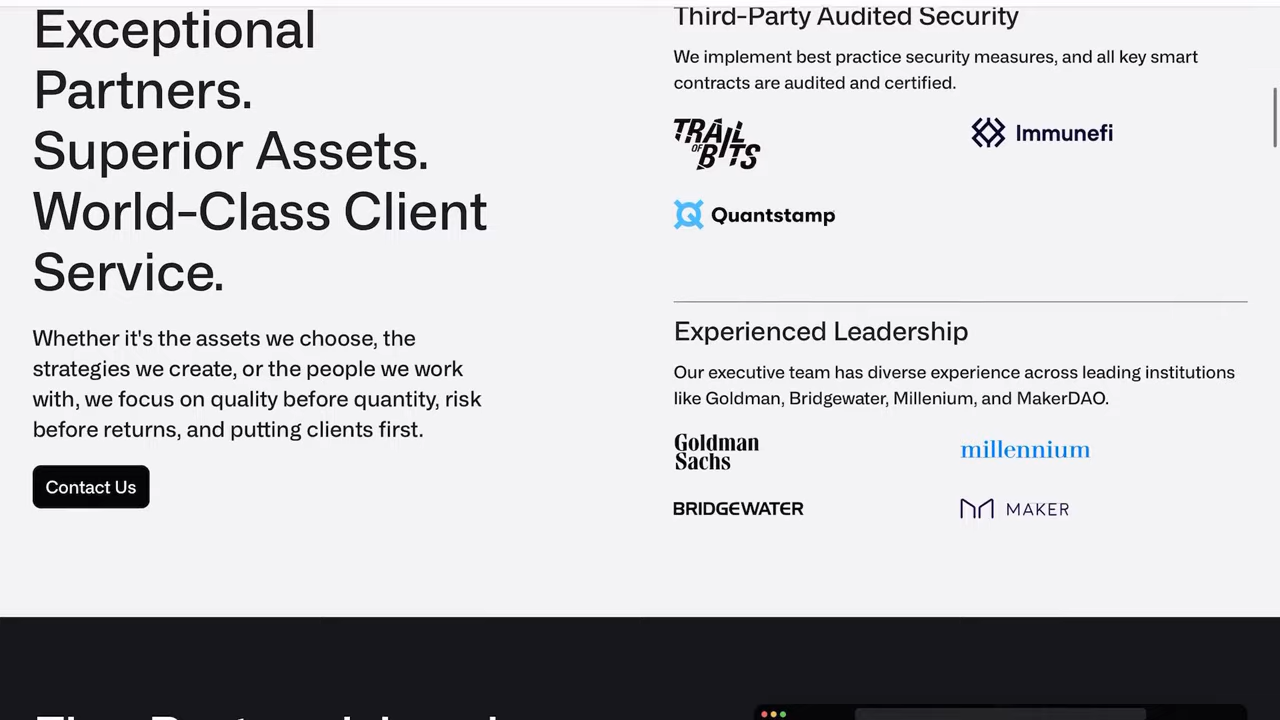 Exceptional
Partners.
Superior Assets.
World-Class Client
Service.
Whether it's the assets we choose, the
strategies we create, or the people we work
with, we focus on quality before quantity, risk
before returns, and putting clients first.
Contact Us
Third-Party Audited Security
We implement best practice security measures, and all key smart
contracts are audited and certified.
TRAIL
OF
BITS
Immunefi
Quantstamp
Experienced Leadership
Our executive team has diverse experience across leading institutions
like Goldman, Bridgewater, Millenium, and MakerDAO.
Goldman
Sachs
millennium
BRIDGEWATER
MAKER